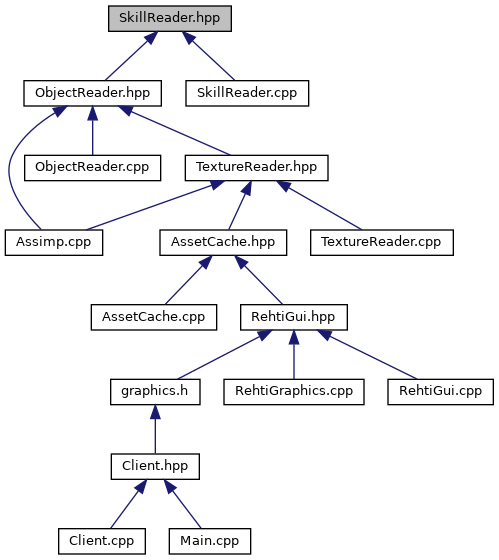 SkillReader.hpp
ObjectReader.hpp
SkillReader.cpp
ObjectReader.cpp
TextureReader.hpp
Assimp.cpp
AssetCache.hpp
TextureReader.cpp
AssetCache.cpp
RehtiGui.hpp
graphics.h
RehtiGraphics.cpp
RehtiGui.cpp
Client.hpp
Client.cpp
Main.cpp